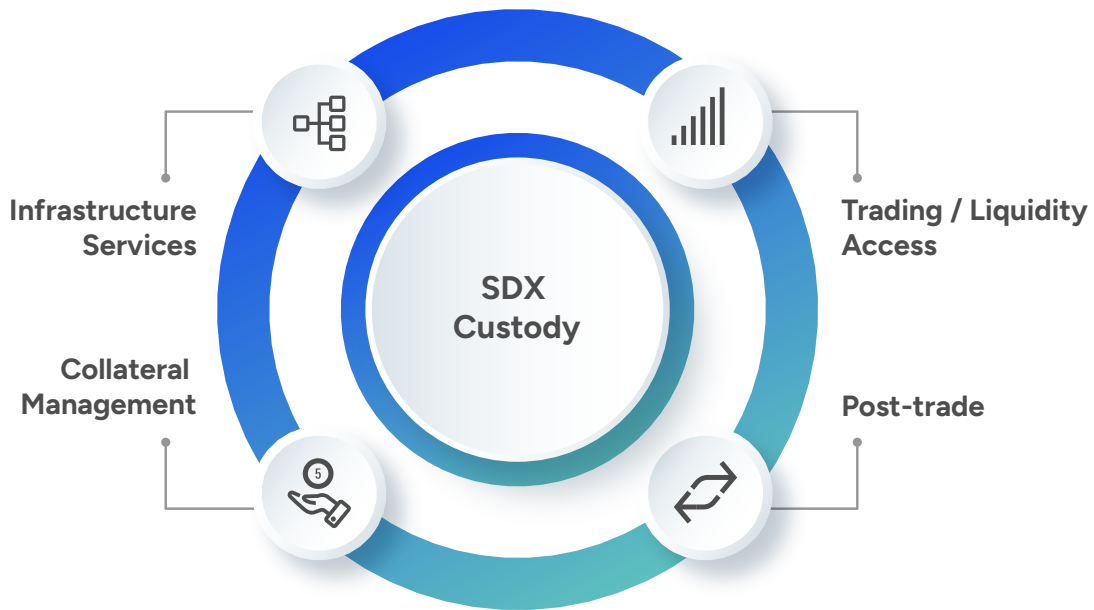 Infrastructure
Services
Trading / Liquidity
Access
SDX
Custody
Collateral
Management
Post-trade
5